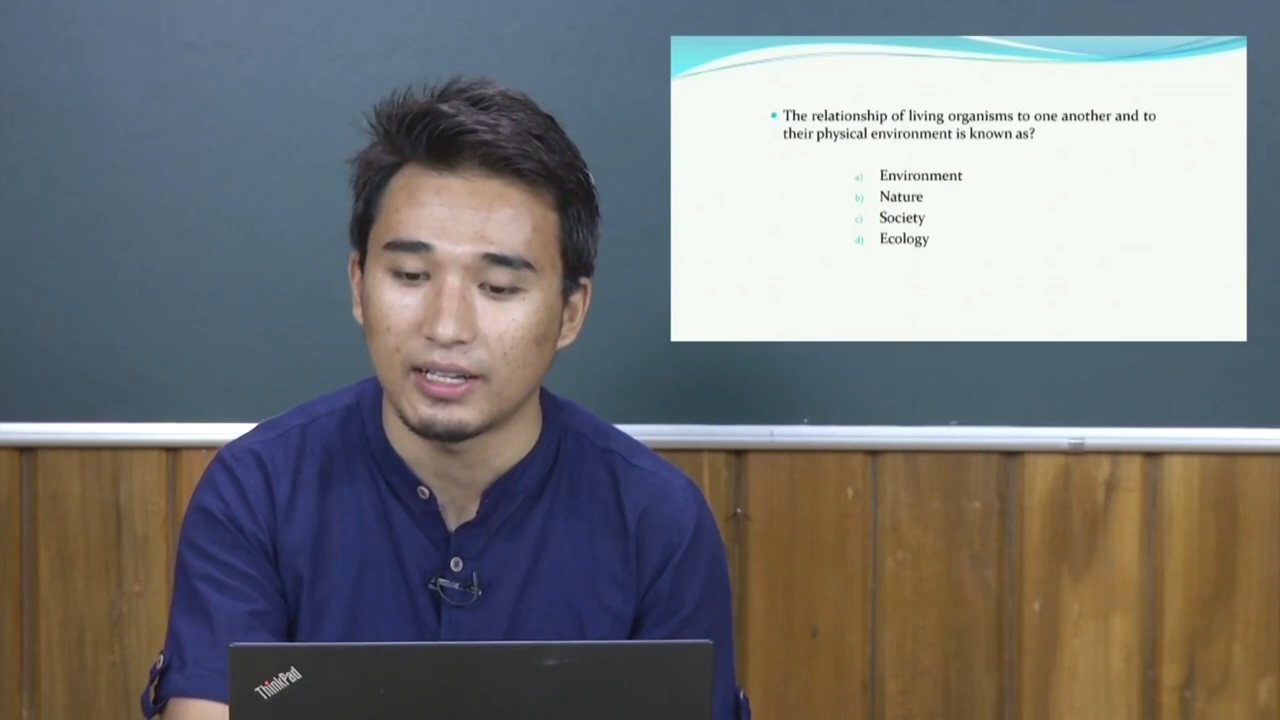 • The relationship of living organisms to one another and to
their physical environment is known as?
a) Environment
b) Nature
c) Society
d) Ecology
ThinkPad